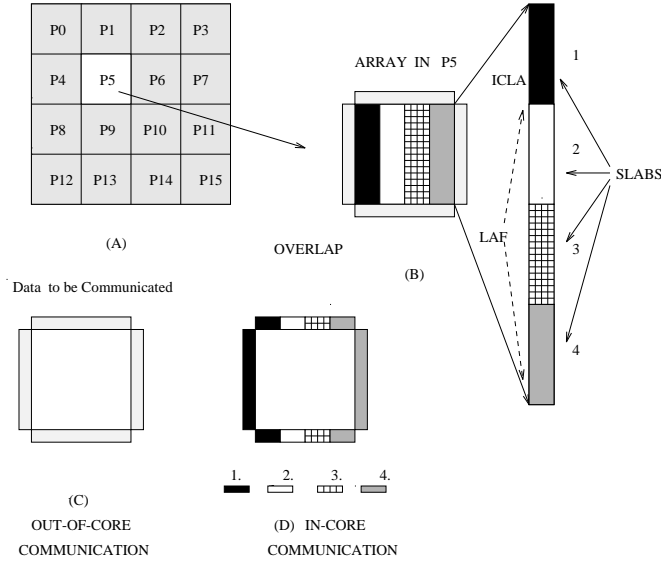 P0 P1 P2 P3
P4 P5 P6 P7
P8 P9 P10 P11
P12 P13 P14 P15
(A)
ARRAY IN P5
ICLA
1
2
3
4
SLABS
LAF
OVERLAP
(B)
Data to be Communicated
(C)
OUT-OF-CORE
COMMUNICATION
1. 2. 3. 4.
(D) IN-CORE
COMMUNICATION